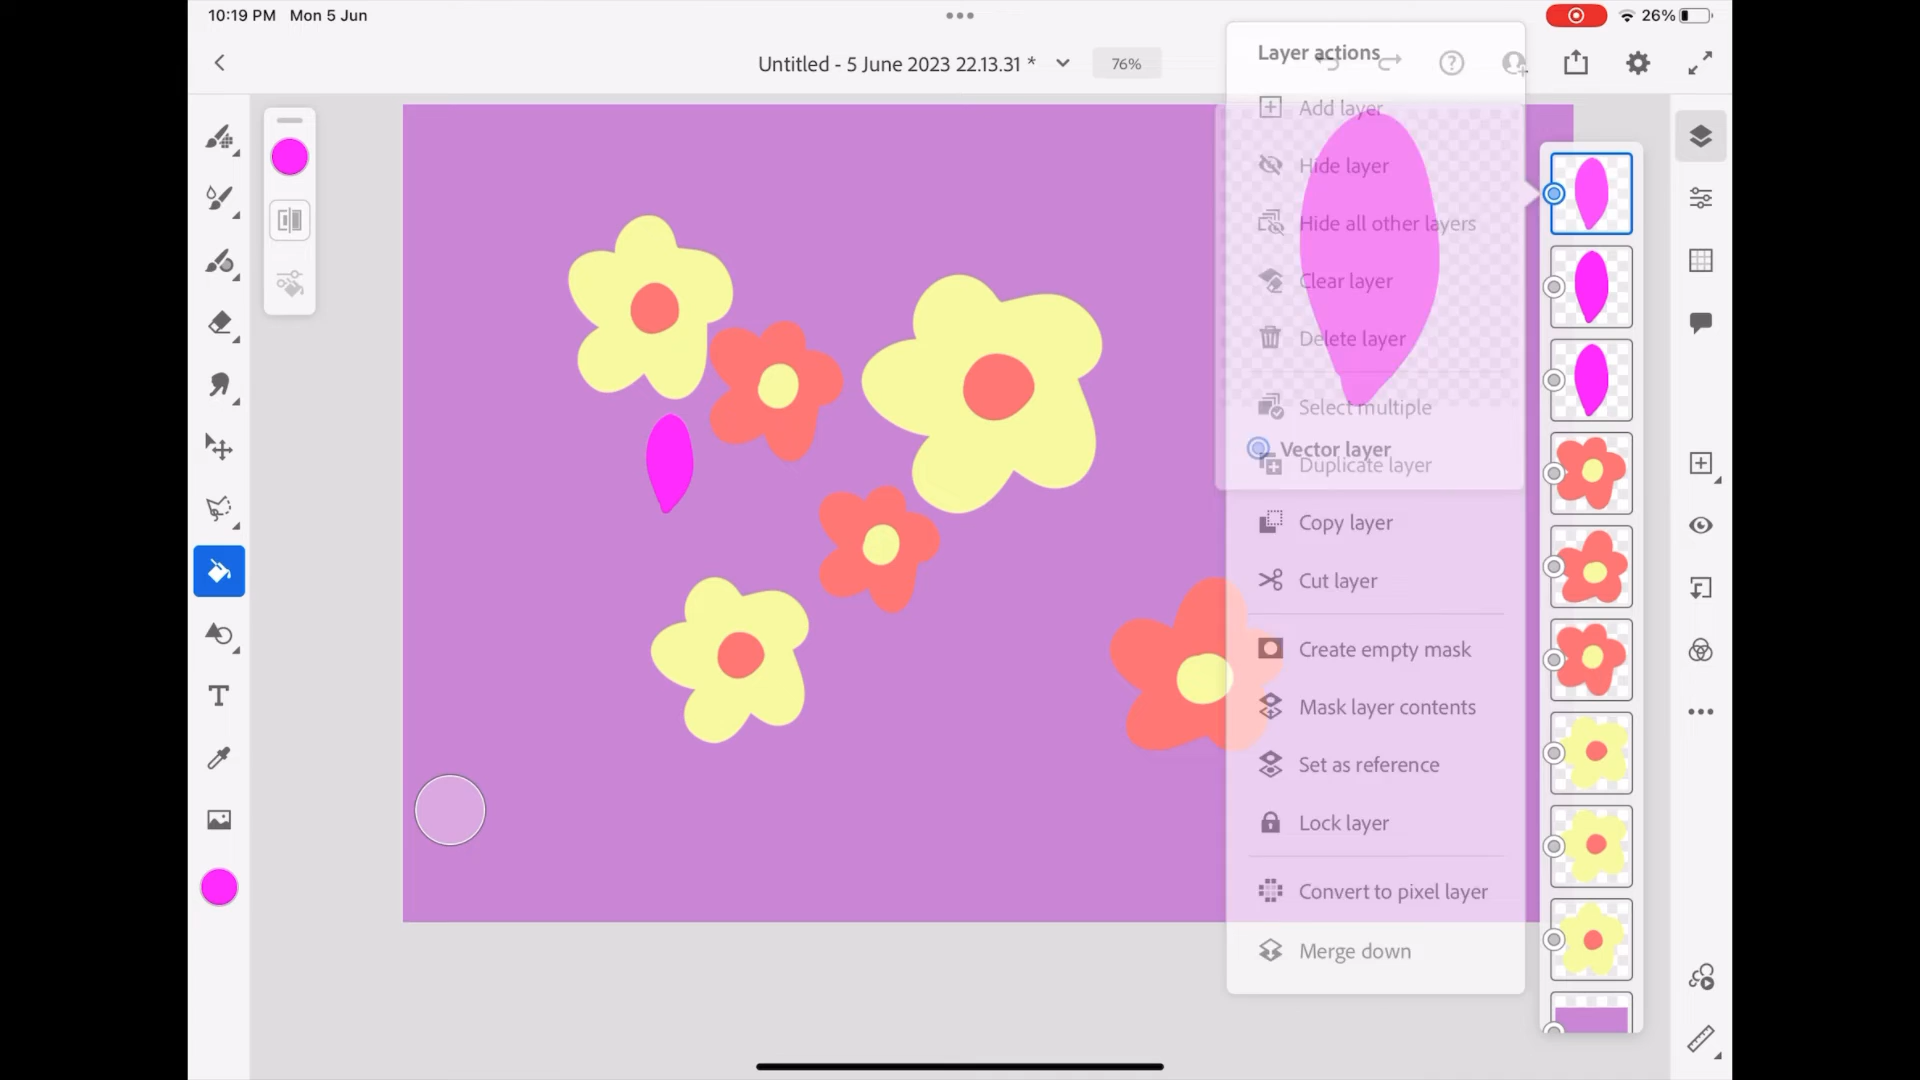 10:19 PM Mon 5 Jun
26%
Untitled - 5 June 2023 22.13.31 *
76%
Layer actions
Add layer
Hide layer
Hide all other layers
Clear layer
Delete layer
Select multiple
Vector layer
Duplicate layer
Copy layer
Cut layer
Create empty mask
Mask layer contents
Set as reference
Lock layer
Convert to pixel layer
Merge down